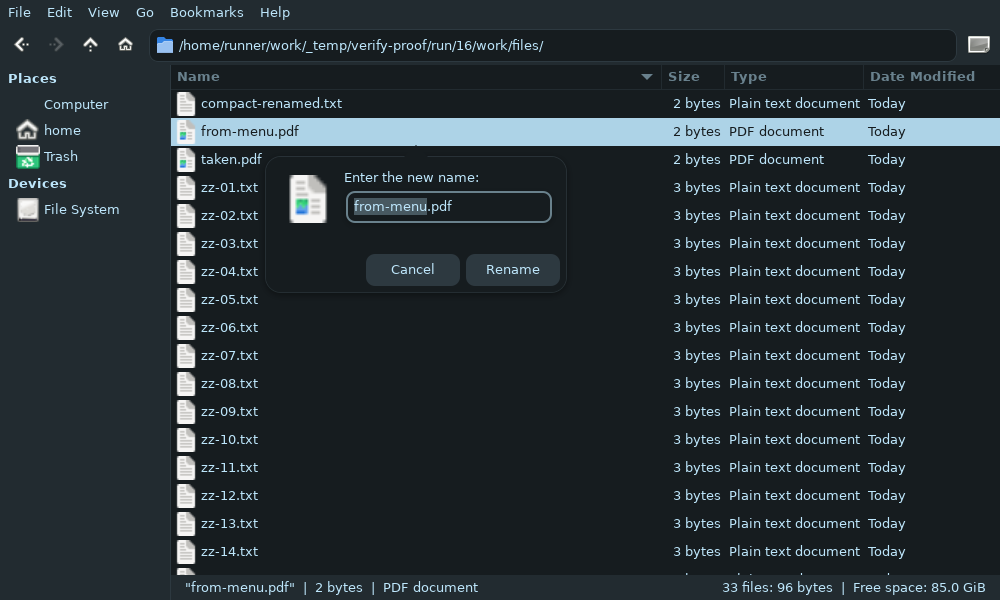 File Edit View Go Bookmarks Help
/home/runner/work/_temp/verify-proof/run/16/work/files/
Places
Computer
home
Trash
Devices
File System
Name Size Type Date Modified
compact-renamed.txt 2 bytes Plain text document Today
from-menu.pdf 2 bytes PDF document Today
taken.pdf 2 bytes PDF document Today
zz-01.txt 3 bytes Plain text document Today
zz-02.txt 3 bytes Plain text document Today
zz-03.txt 3 bytes Plain text document Today
zz-04.txt 3 bytes Plain text document Today
zz-05.txt 3 bytes Plain text document Today
zz-06.txt 3 bytes Plain text document Today
zz-07.txt 3 bytes Plain text document Today
zz-08.txt 3 bytes Plain text document Today
zz-09.txt 3 bytes Plain text document Today
zz-10.txt 3 bytes Plain text document Today
zz-11.txt 3 bytes Plain text document Today
zz-12.txt 3 bytes Plain text document Today
zz-13.txt 3 bytes Plain text document Today
zz-14.txt 3 bytes Plain text document Today
Enter the new name:
from-menu.pdf
Cancel Rename
"from-menu.pdf" | 2 bytes | PDF document 33 files: 96 bytes | Free space: 85.0 GiB